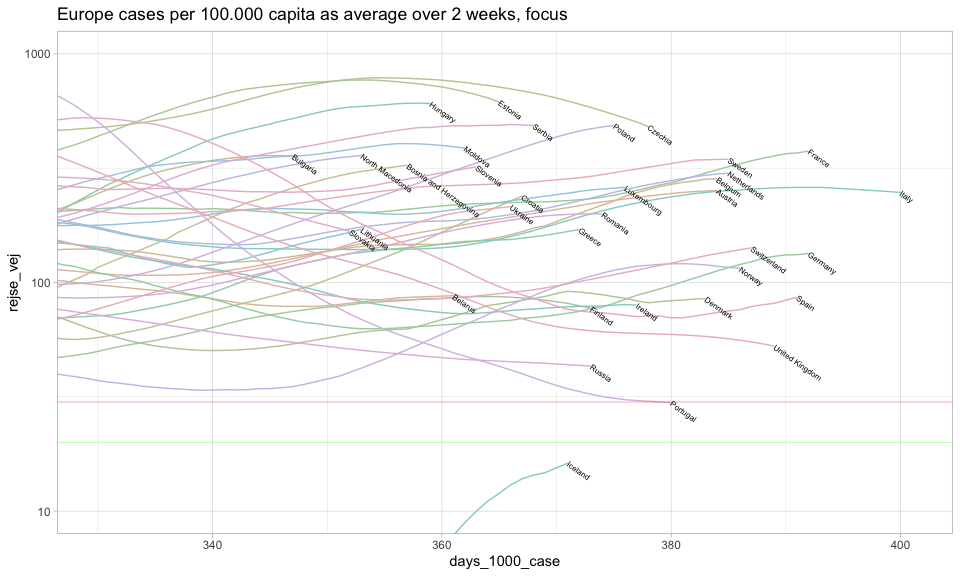 Europe cases per 100.000 capita as average over 2 weeks, focus
1000
100
10
rejse_vej
Hungary
Estonia
Serbia
Poland
Czechia
Bulgaria
North Macedonia
Moldova
Bosnia and Herzegovina
Slovenia
France
Sweden
Netherlands
Belgium
Austria
Italy
Croatia
Ukraine
Luxembourg
Romania
Lithuania
Slovakia
Greece
Switzerland
Germany
Norway
Belarus
Finland
Ireland
Denmark
Spain
United Kingdom
Russia
Portugal
Iceland
340
360
380
400
days_1000_case